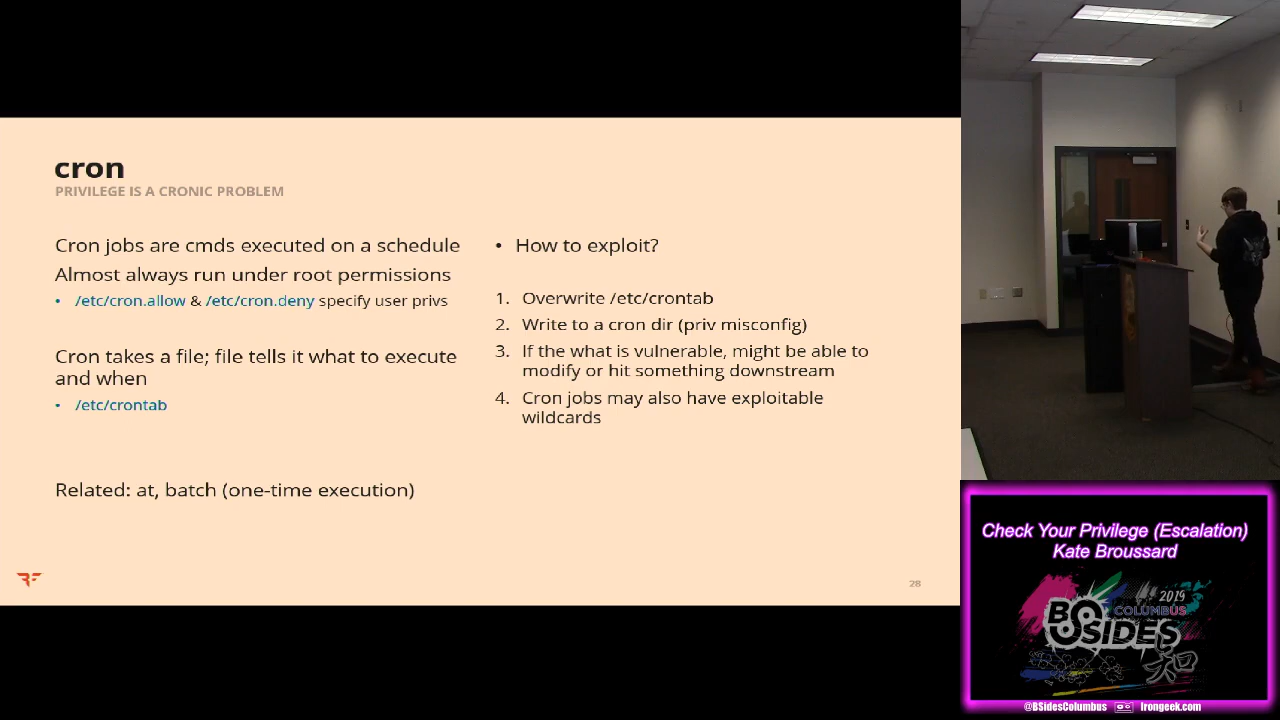 cron
PRIVILEGE IS A CRONIC PROBLEM
Cron jobs are cmds executed on a schedule
Almost always run under root permissions
• /etc/cron.allow & /etc/cron.deny specify user privs
Cron takes a file; file tells it what to execute
and when
• /etc/crontab
Related: at, batch (one-time execution)
• How to exploit?
1. Overwrite /etc/crontab
2. Write to a cron dir (priv misconfig)
3. If the what is vulnerable, might be able to
modify or hit something downstream
4. Cron jobs may also have exploitable
wildcards
28
Check Your Privilege (Escalation)
Kate Broussard
2019
COLUMBUS
BSIDES
@BSidesColumbus
Irongeek.com